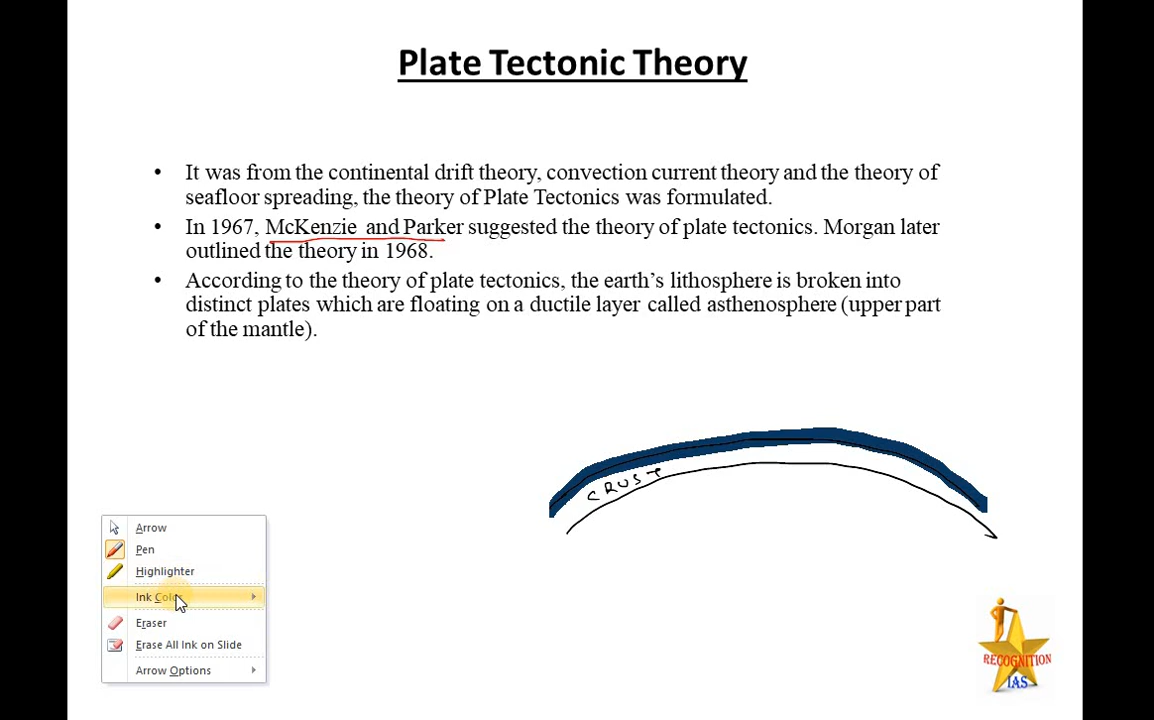 Plate Tectonic Theory
• It was from the continental drift theory, convection current theory and the theory of
seafloor spreading, the theory of Plate Tectonics was formulated.
• In 1967, McKenzie and Parker suggested the theory of plate tectonics. Morgan later
outlined the theory in 1968.
• According to the theory of plate tectonics, the earth’s lithosphere is broken into
distinct plates which are floating on a ductile layer called asthenosphere (upper part
of the mantle).
CRUST
Arrow
Pen
Highlighter
Ink Color
Eraser
Erase All Ink on Slide
Arrow Options
RECOGNITION
IAS